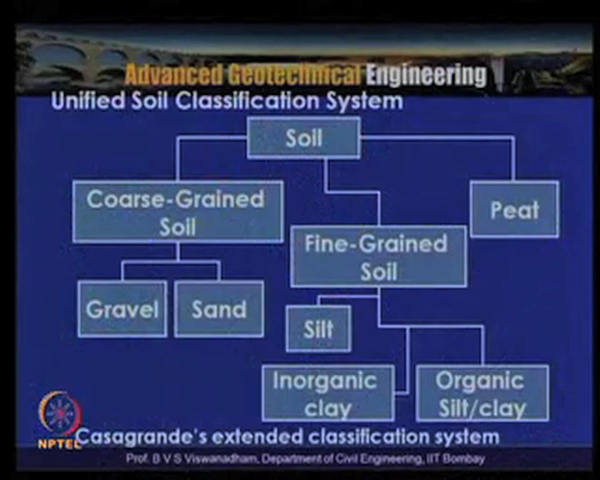 Advanced Geotechnical Engineering
Unified Soil Classification System
Soil
Coarse-Grained
Soil
Peat
Fine-Grained
Soil
Gravel
Sand
Silt
Inorganic
clay
Organic
Silt/clay
NPTEL
Casagrande's extended classification system
Prof. B V S Viswanadham, Department of Civil Engineering, IIT Bombay